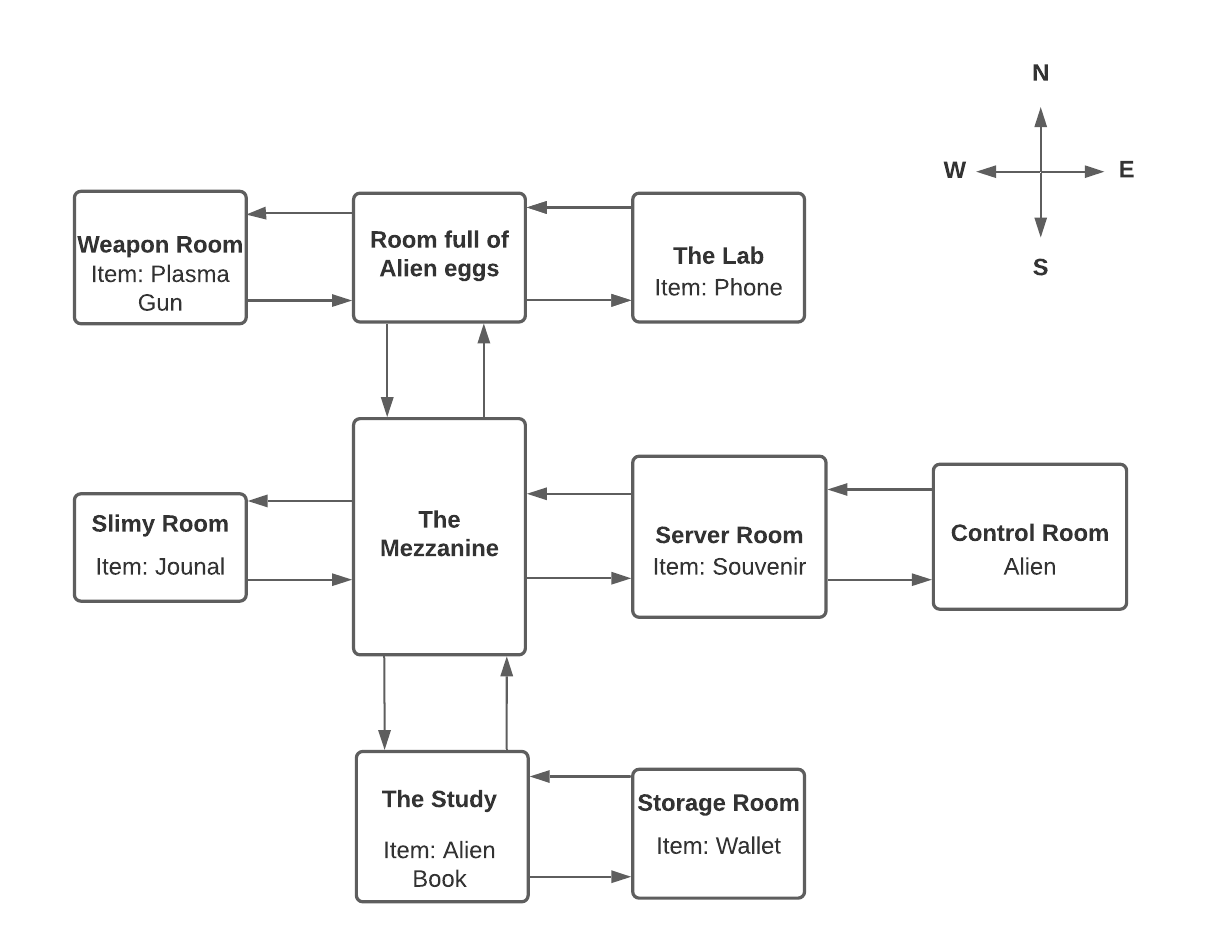 N
W
E
S
Weapon Room
Item: Plasma
Gun
Room full of
Alien eggs
The Lab
Item: Phone
Slimy Room
Item: Jounal
The
Mezzanine
Server Room
Item: Souvenir
Control Room
Alien
The Study
Item: Alien
Book
Storage Room
Item: Wallet